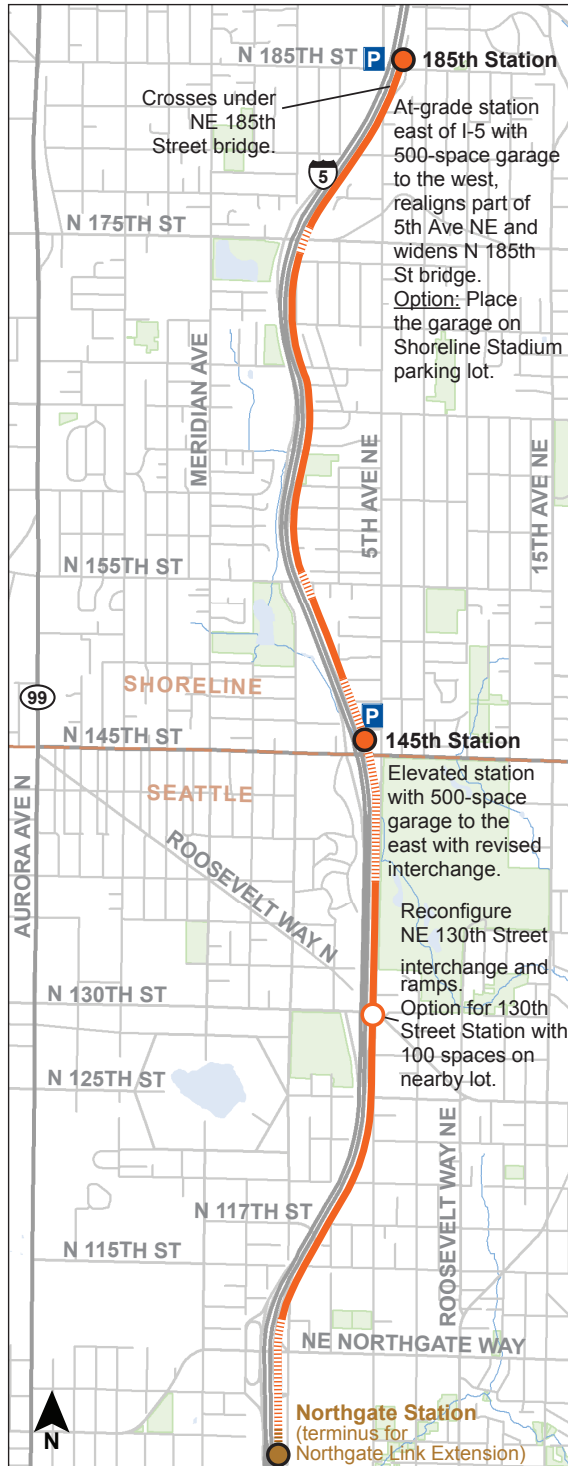 N 185TH ST
P
185th Station
Crosses under
NE 185th
Street bridge.
At-grade station
east of I-5 with
500-space garage
to the west,
realigns part of
5th Ave NE and
widens N 185th
St bridge.
Option: Place
the garage on
Shoreline Stadium
parking lot.
5
N 175TH ST
MERIDIAN AVE
5TH AVE NE
15TH AVE NE
N 155TH ST
SHORELINE
99
P
N 145TH ST
145th Station
SEATTLE
Elevated station
with 500-space
garage to the
east with revised
interchange.
AURORA AVE N
ROOSEVELT WAY N
Reconfigure
NE 130th Street
interchange and
ramps.
N 130TH ST
Option for 130th
Street Station with
100 spaces on
nearby lot.
N 125TH ST
ROOSEVELT WAY NE
N 117TH ST
N 115TH ST
NE NORTHGATE WAY
N
Northgate Station
(terminus for
Northgate Link Extension)